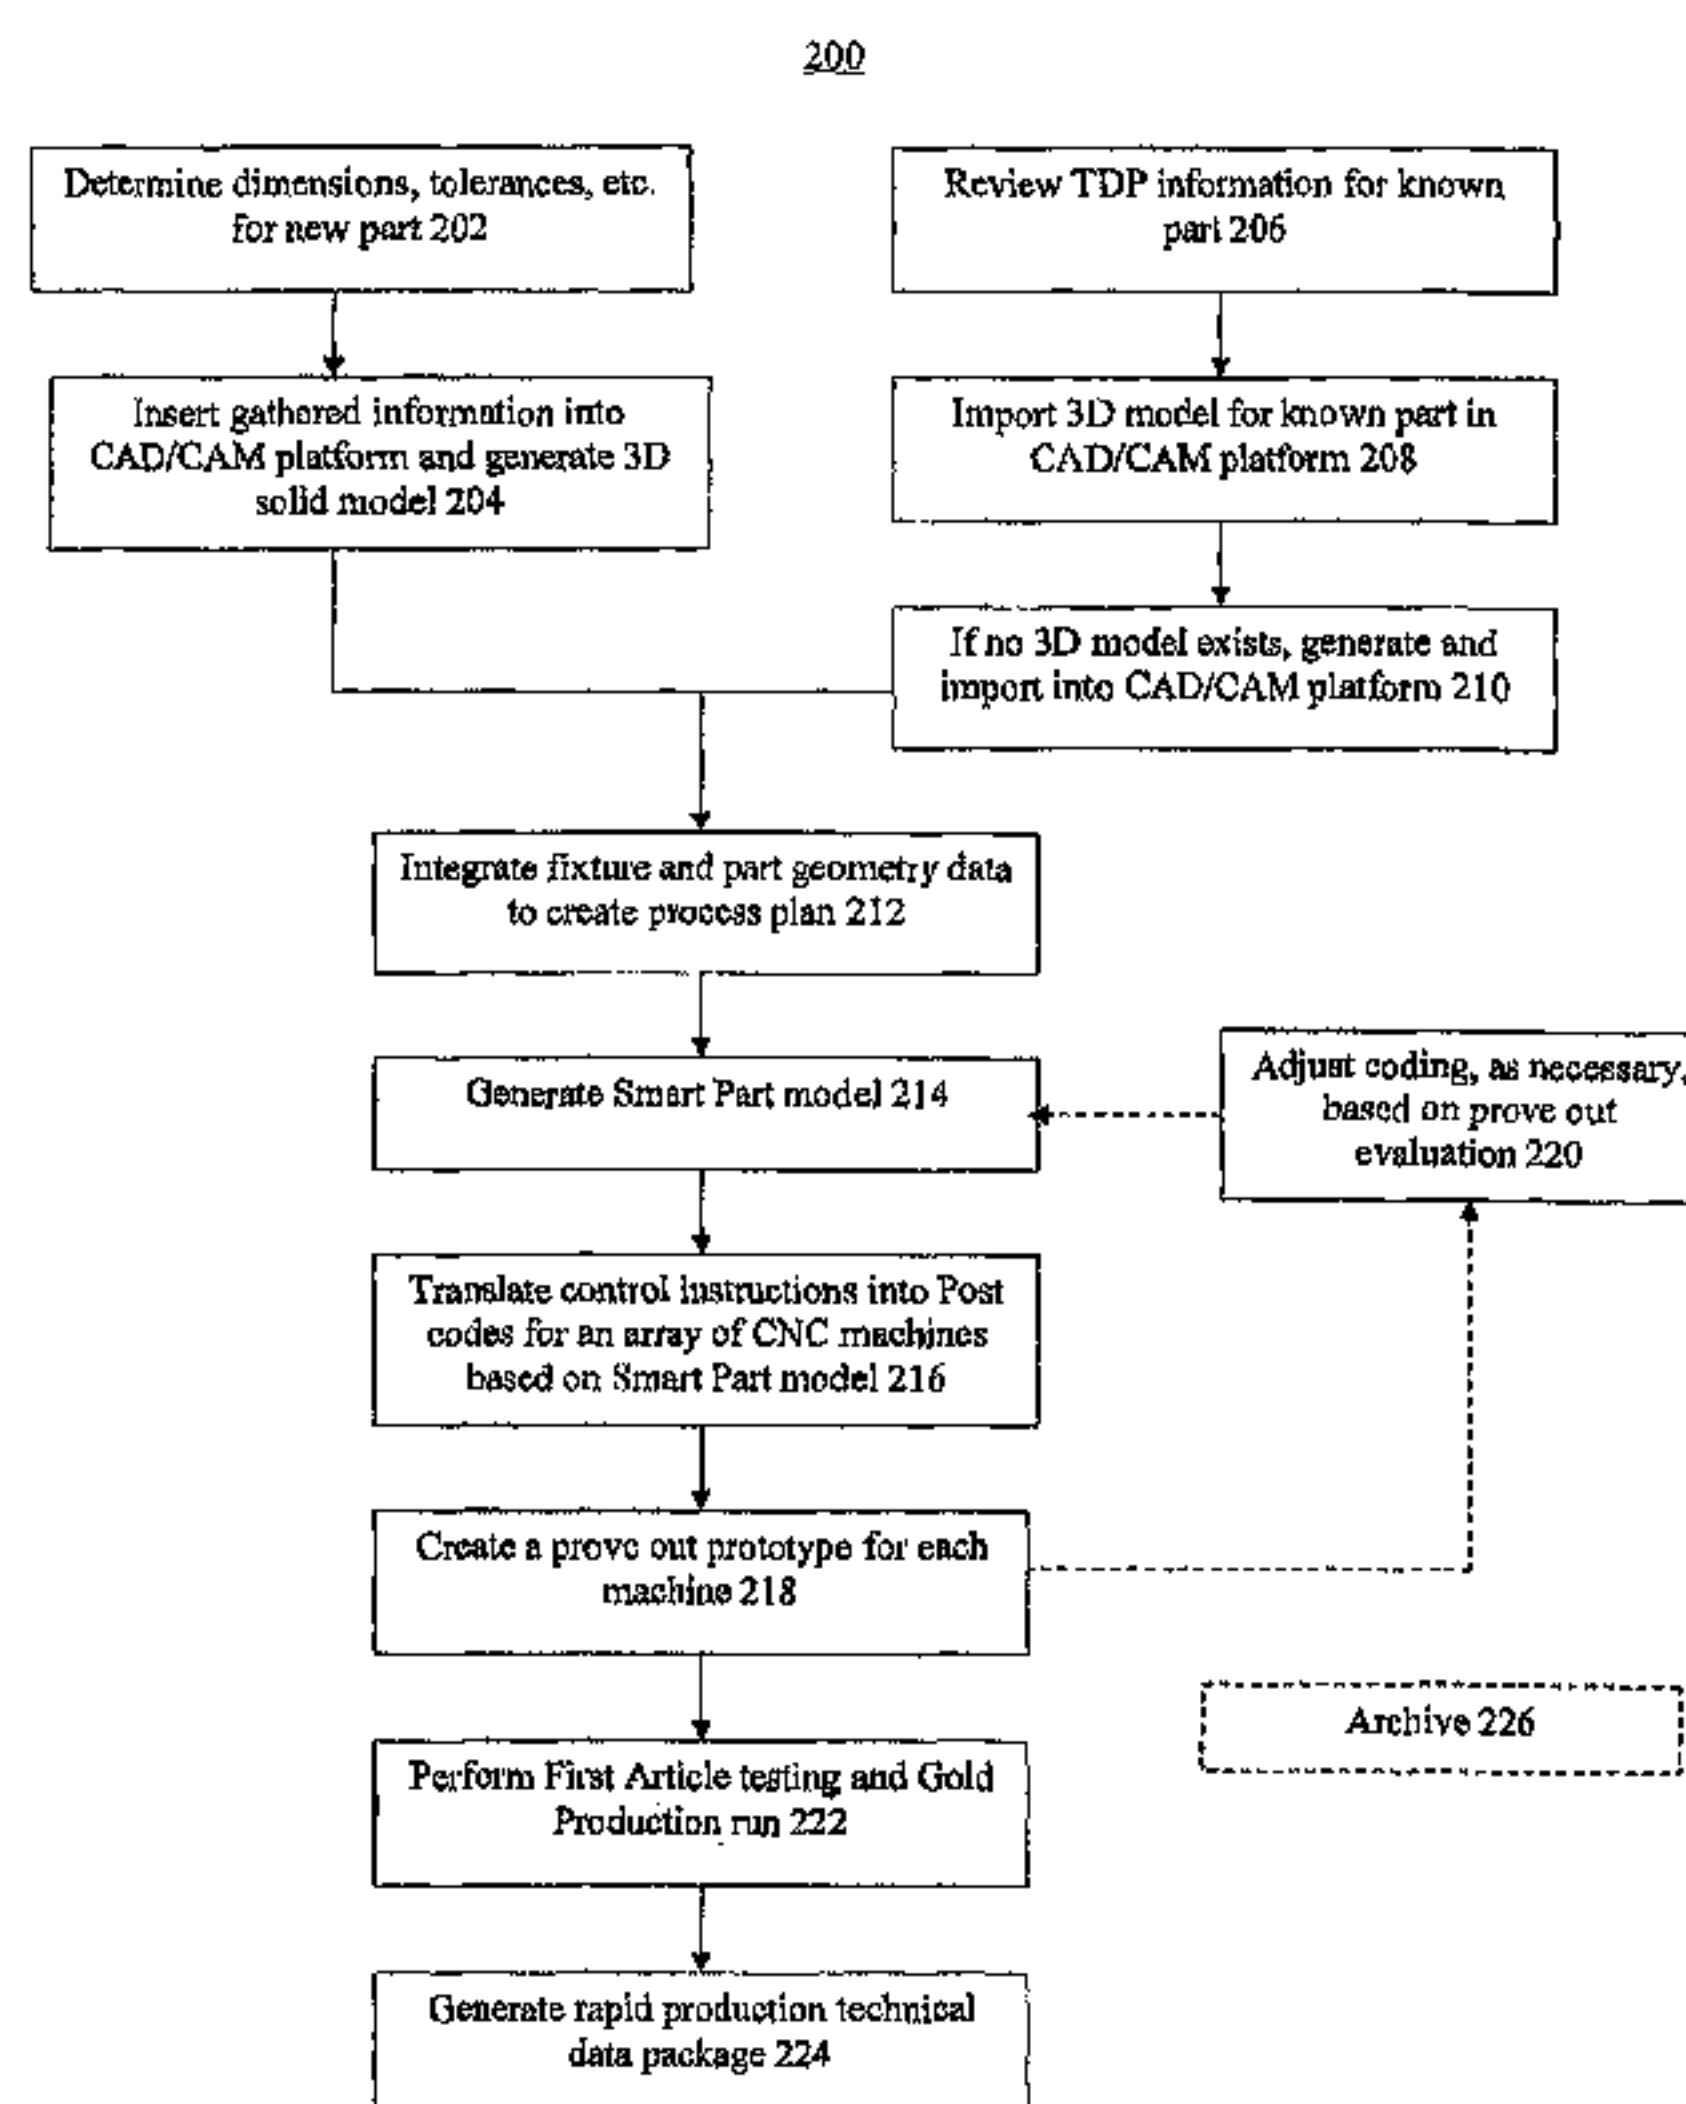 200
Determine dimensions, tolerances, etc.
for new part 202
Review TDP information for known
part 206
Insert gathered information into
CAD/CAM platform and generate 3D
solid model 204
Import 3D model for known part in
CAD/CAM platform 208
If no 3D model exists, generate and
import into CAD/CAM platform 210
Integrate fixture and part geometry data
to create process plan 212
Generate Smart Part model 214
Adjust coding, as necessary,
based on prove out
evaluation 220
Translate control instructions into Post
codes for an array of CNC machines
based on Smart Part model 216
Create a prove out prototype for each
machine 218
Archive 226
Perform First Article testing and Gold
Production run 222
Generate rapid production technical
data package 224